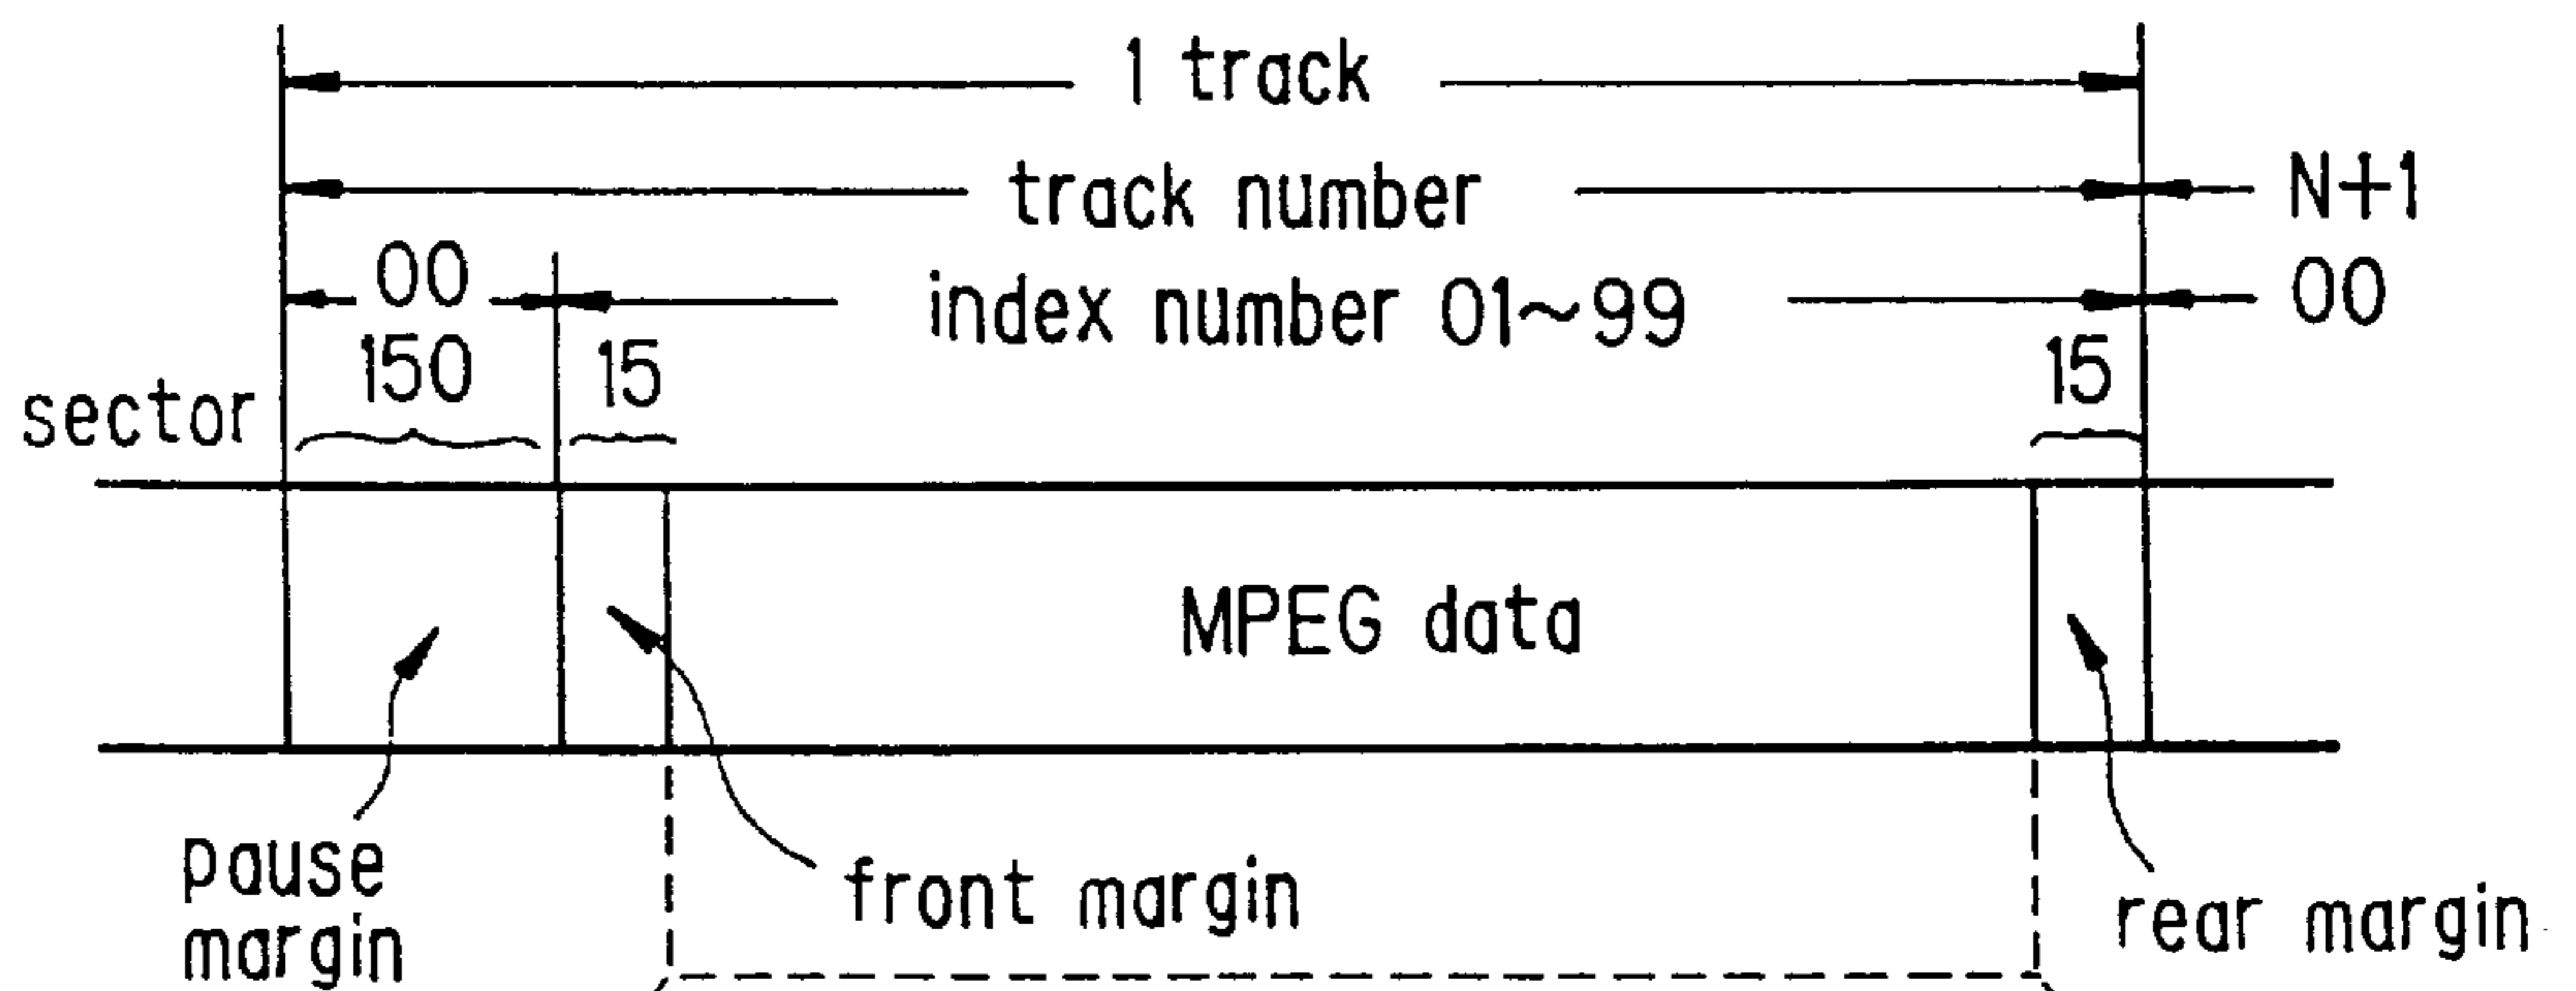 1 track
track number N+1
00 index number 01~99 00
150 15 15
sector
MPEG data
pause
margin
front margin
rear margin